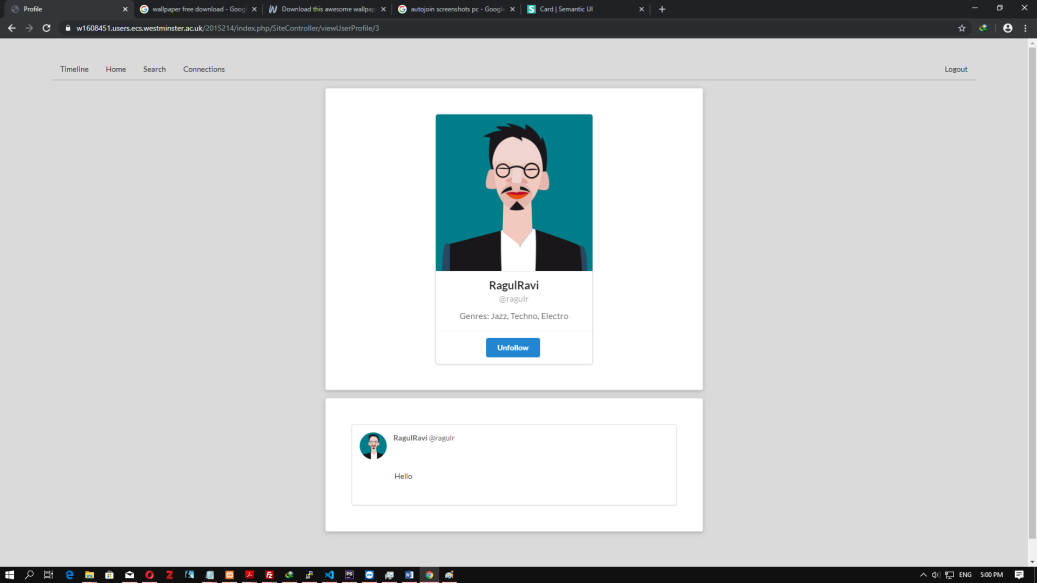 Profile
wallpaper free download - Goog
Download this awesome wallpap
autojoin screenshots pc - Google
Card | Semantic UI
w1608451.users.ecs.westminster.ac.uk/2015214/index.php/SiteController/viewUserProfile/3
Timeline Home Search Connections Logout
RagulRavi
@ragulr
Genres: Jazz, Techno, Electro
Unfollow
RagulRavi @ragulr
Hello
ENG 5:00 PM